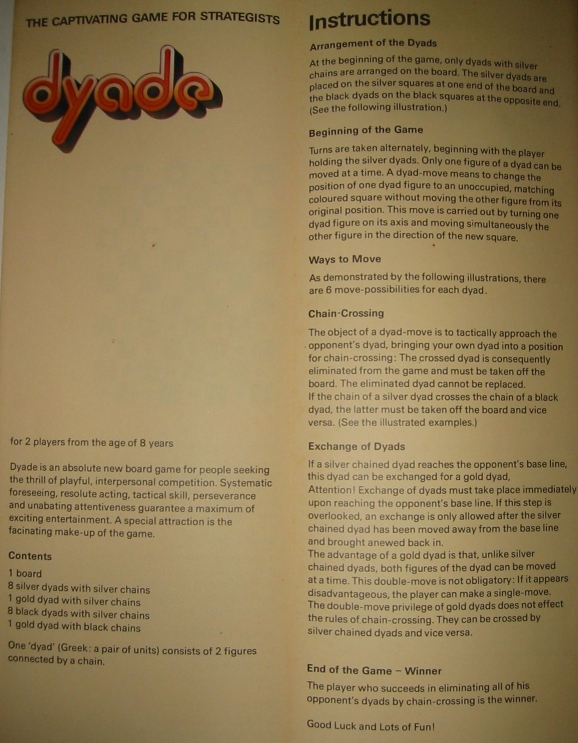 THE CAPTIVATING GAME FOR STRATEGISTS
dyade
for 2 players from the age of 8 years
Dyade is an absolute new board game for people seeking
the thrill of playful, interpersonal competition. Systematic
foreseeing, resolute acting, tactical skill, perseverance
and unabating attentiveness guarantee a maximum of
exciting entertainment. A special attraction is the
facinating make-up of the game.
Contents
1 board
8 silver dyads with silver chains
1 gold dyad with silver chains
8 black dyads with silver chains
1 gold dyad with black chains
One 'dyad' (Greek: a pair of units) consists of 2 figures
connected by a chain.
Instructions
Arrangement of the Dyads
At the beginning of the game, only dyads with silver
chains are arranged on the board. The silver dyads are
placed on the silver squares at one end of the board and
the black dyads on the black squares at the opposite end.
(See the following illustration.)
Beginning of the Game
Turns are taken alternately, beginning with the player
holding the silver dyads. Only one figure of a dyad can be
moved at a time. A dyad-move means to change the
position of one dyad figure to an unoccupied, matching
coloured square without moving the other figure from its
original position. This move is carried out by turning one
dyad figure on its axis and moving simultaneously the
other figure in the direction of the new square.
Ways to Move
As demonstrated by the following illustrations, there
are 6 move-possibilities for each dyad.
Chain-Crossing
The object of a dyad-move is to tactically approach the
opponent's dyad, bringing your own dyad into a position
for chain-crossing: The crossed dyad is consequently
eliminated from the game and must be taken off the
board. The eliminated dyad cannot be replaced.
If the chain of a silver dyad crosses the chain of a black
dyad, the latter must be taken off the board and vice
versa. (See the illustrated examples.)
Exchange of Dyads
If a silver chained dyad reaches the opponent's base line,
this dyad can be exchanged for a gold dyad,
Attention! Exchange of dyads must take place immediately
upon reaching the opponent's base line. If this step is
overlooked, an exchange is only allowed after the silver
chained dyad has been moved away from the base line
and brought anewed back in.
The advantage of a gold dyad is that, unlike silver
chained dyads, both figures of the dyad can be moved
at a time. This double-move is not obligatory: If it appears
disadvantageous, the player can make a single-move.
The double-move privilege of gold dyads does not effect
the rules of chain-crossing. They can be crossed by
silver chained dyads and vice versa.
End of the Game – Winner
The player who succeeds in eliminating all of his
opponent's dyads by chain-crossing is the winner.
Good Luck and Lots of Fun!